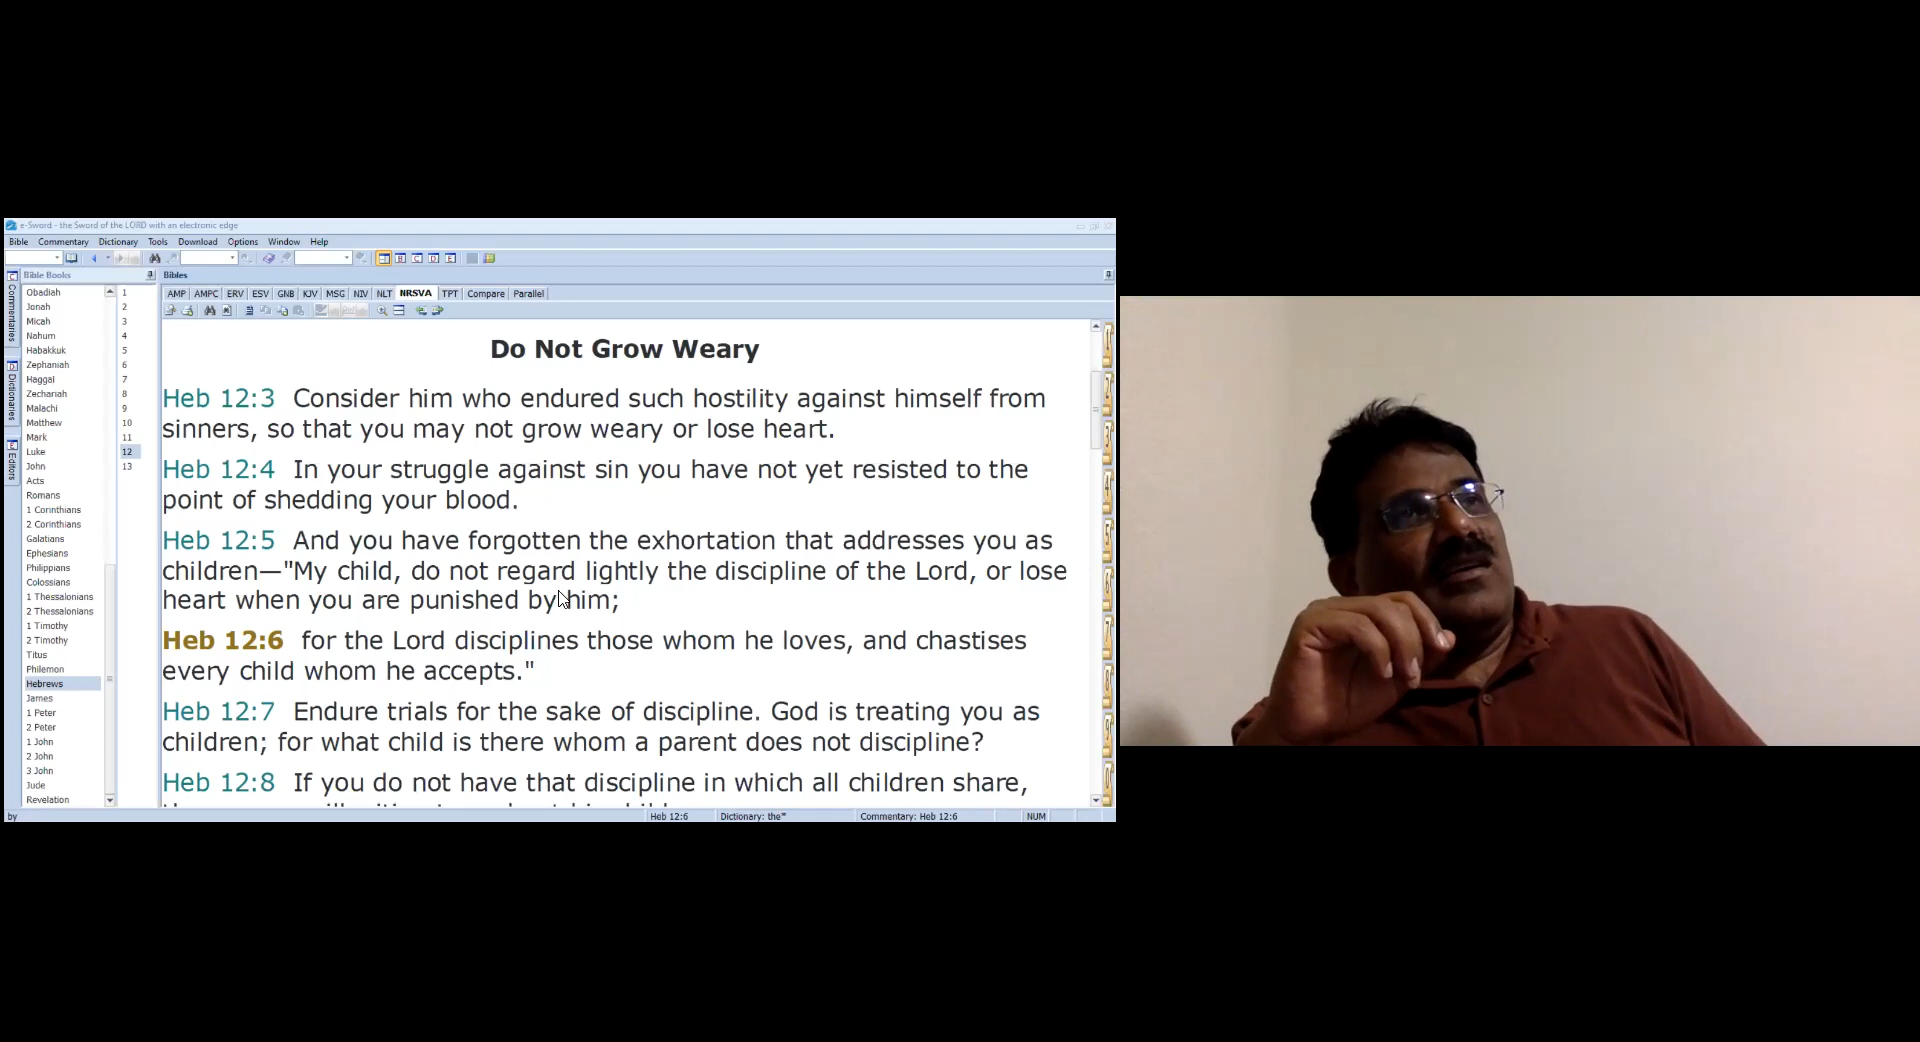 e-Sword - the Sword of the LORD with an electronic edge
Bible Commentary Dictionary Tools Download Options Window Help
Bible Books
Bibles
AMP AMPC ERV ESV GNB KJV MSG NIV NLT NRSVA TPT Compare Parallel
Commentaries
Dictionaries
Editors
Obadiah
Jonah
Micah
Nahum
Habakkuk
Zephaniah
Haggai
Zechariah
Malachi
Matthew
Mark
Luke
John
Acts
Romans
1 Corinthians
2 Corinthians
Galatians
Ephesians
Philippians
Colossians
1 Thessalonians
2 Thessalonians
1 Timothy
2 Timothy
Titus
Philemon
Hebrews
James
1 Peter
2 Peter
1 John
2 John
3 John
Jude
Revelation
1
2
3
4
5
6
7
8
9
10
11
12
13
Do Not Grow Weary
Heb 12:3 Consider him who endured such hostility against himself from
sinners, so that you may not grow weary or lose heart.
Heb 12:4 In your struggle against sin you have not yet resisted to the
point of shedding your blood.
Heb 12:5 And you have forgotten the exhortation that addresses you as
children—"My child, do not regard lightly the discipline of the Lord, or lose
heart when you are punished by him;
Heb 12:6 for the Lord disciplines those whom he loves, and chastises
every child whom he accepts."
Heb 12:7 Endure trials for the sake of discipline. God is treating you as
children; for what child is there whom a parent does not discipline?
Heb 12:8 If you do not have that discipline in which all children share,
by
Heb 12:6
Dictionary: the™
Commentary: Heb 12:6
NUM